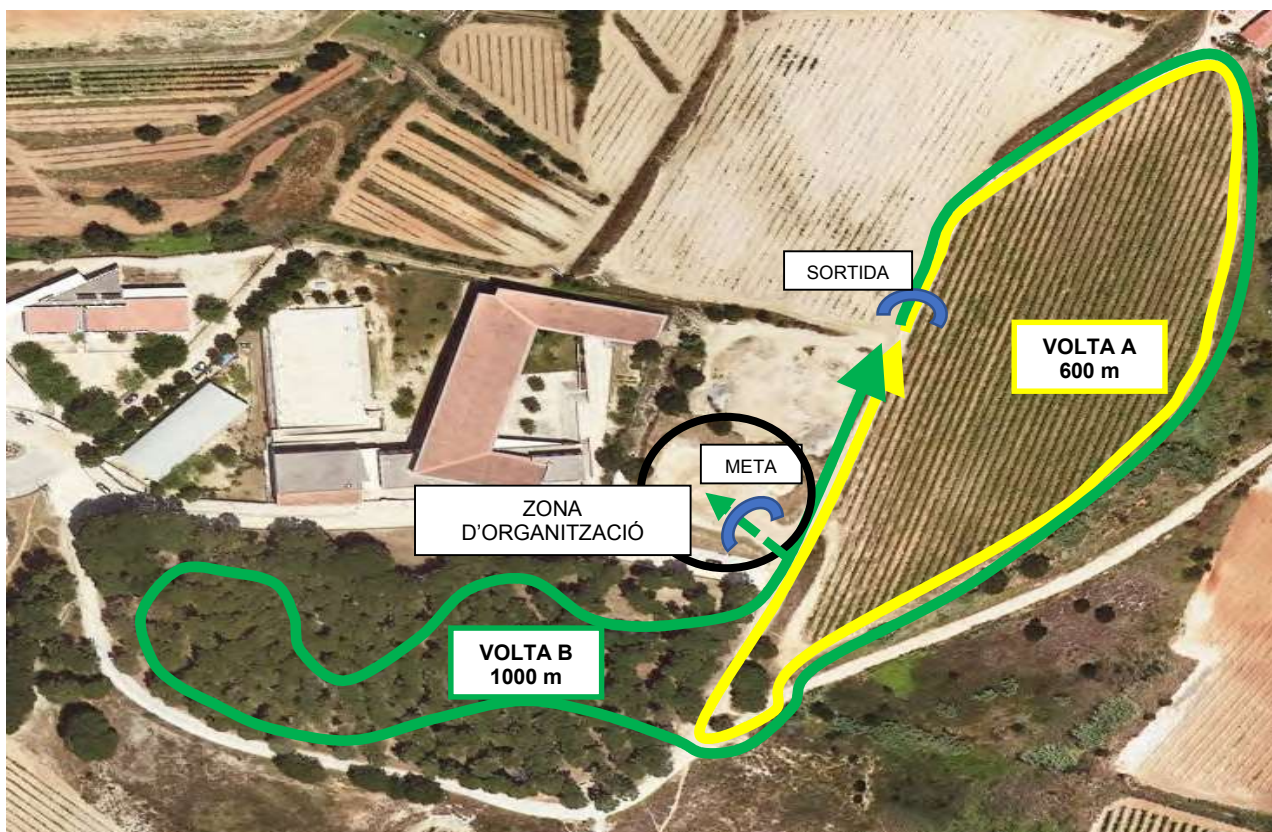 SORTIDA
VOLTA A
600 m
META
ZONA
D'ORGANITZACIÓ
VOLTA B
1000 m